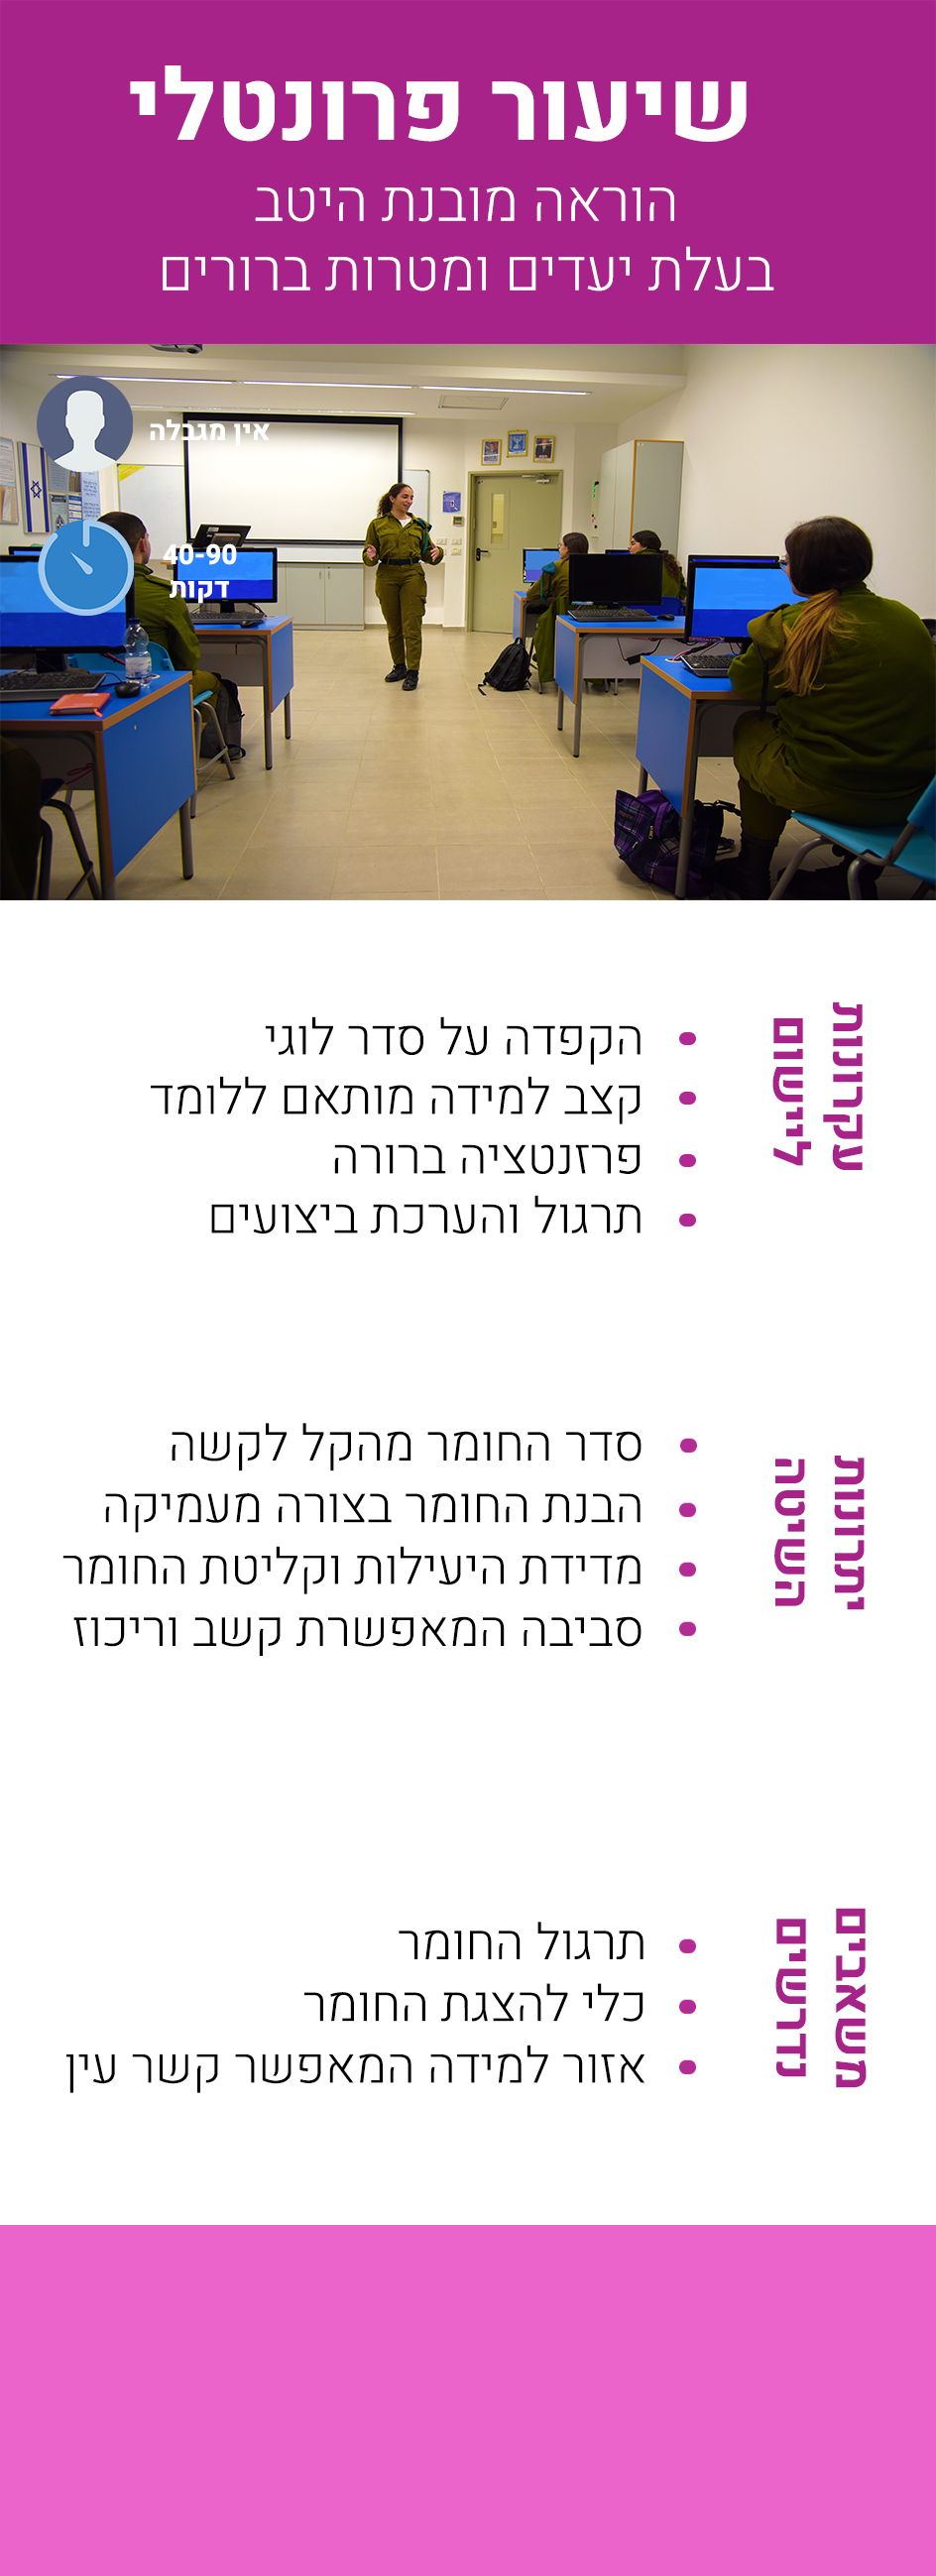 שיעור פרונטלי
הוראה מובנת היטב
בעלת יעדים ומטרות ברורים
אין מגבלה
40-90
דקות
עקרונות
ליישום
הקפדה על סדר לוגי
קצב למידה מותאם ללומד
פרזנטציה ברורה
תרגול והערכת ביצועים
יתרונות
השיטה
סדר החומר מהקל לקשה
הבנת החומר בצורה מעמיקה
מדידת היעילות וקליטת החומר
סביבה המאפשרת קשב וריכוז
משאבים
נדרשים
תרגול החומר
כלי להצגת החומר
אזור למידה המאפשר קשר עין